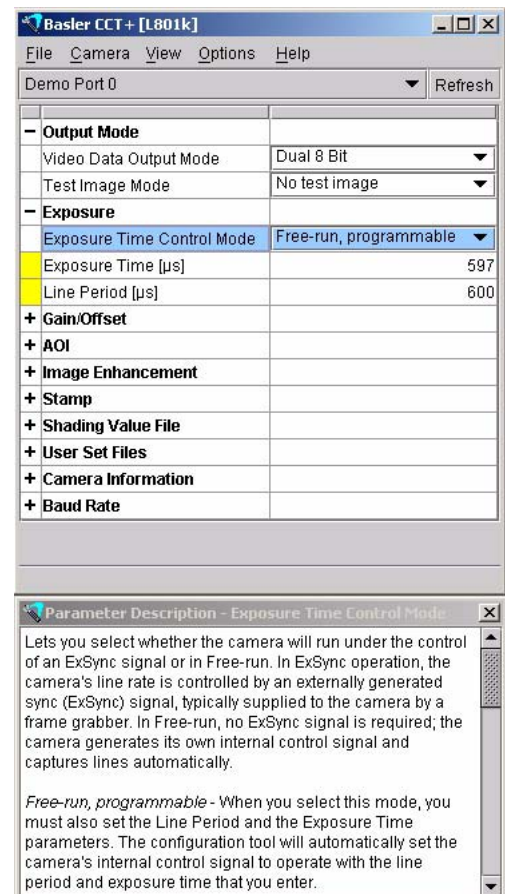 Basler CCT+ [L801k]
File Camera View Options Help
Demo Port 0 Refresh
− Output Mode
Video Data Output Mode Dual 8 Bit
Test Image Mode No test image
− Exposure
Exposure Time Control Mode Free-run, programmable
Exposure Time [µs] 597
Line Period [µs] 600
+ Gain/Offset
+ AOI
+ Image Enhancement
+ Stamp
+ Shading Value File
+ User Set Files
+ Camera Information
+ Baud Rate
Parameter Description - Exposure Time Control Mode
Lets you select whether the camera will run under the control
of an ExSync signal or in Free-run. In ExSync operation, the
camera's line rate is controlled by an externally generated
sync (ExSync) signal, typically supplied to the camera by a
frame grabber. In Free-run, no ExSync signal is required; the
camera generates its own internal control signal and
captures lines automatically.
Free-run, programmable - When you select this mode, you
must also set the Line Period and the Exposure Time
parameters. The configuration tool will automatically set the
camera's internal control signal to operate with the line
period and exposure time that you enter.